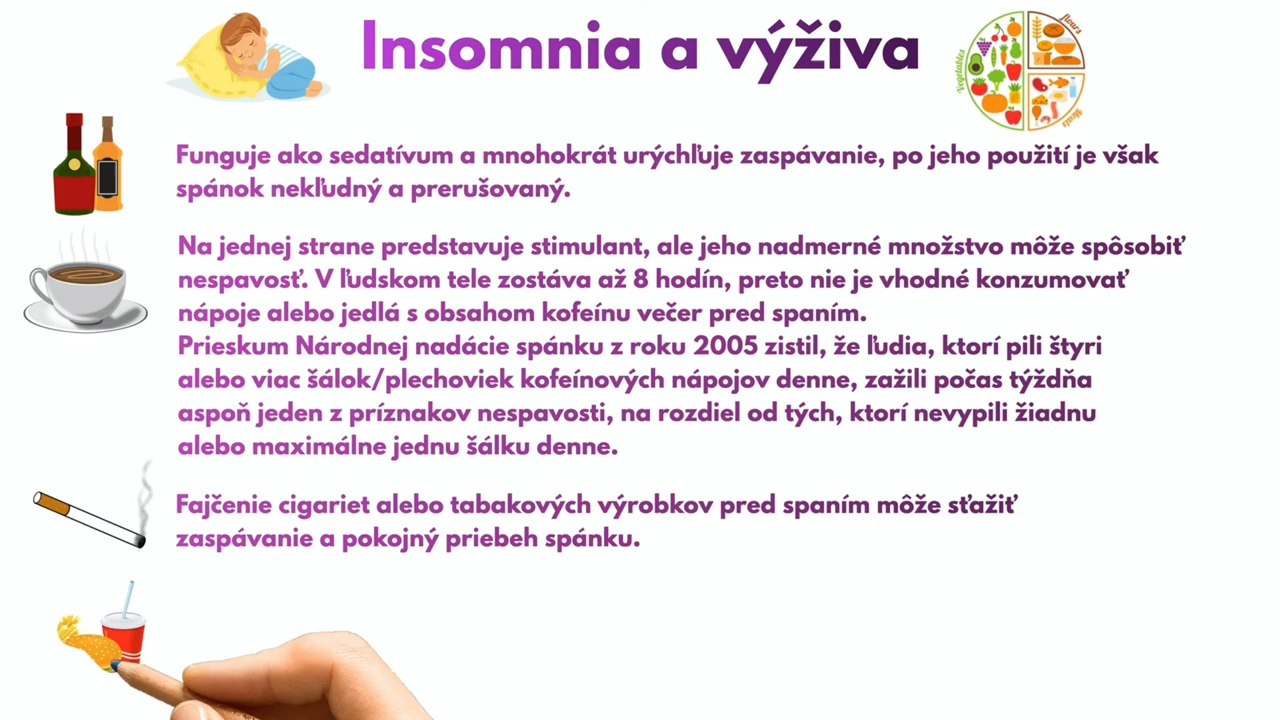 Insomnia a výživa
Vegetables
flours
Meats
Funguje ako sedatívum a mnohokrát urýchľuje zaspávanie, po jeho použití je však
spánok nekľudný a prerušovaný.
Na jednej strane predstavuje stimulant, ale jeho nadmerné množstvo môže spôsobiť
nespavosť. V ľudskom tele zostáva až 8 hodín, preto nie je vhodné konzumovať
nápoje alebo jedlá s obsahom kofeínu večer pred spaním.
Prieskum Národnej nadácie spánku z roku 2005 zistil, že ľudia, ktorí pili štyri
alebo viac šálok/plechoviek kofeínových nápojov denne, zažili počas týždňa
aspoň jeden z príznakov nespavosti, na rozdiel od tých, ktorí nevypili žiadnu
alebo maximálne jednu šálku denne.
Fajčenie cigariet alebo tabakových výrobkov pred spaním môže sťažiť
zaspávanie a pokojný priebeh spánku.